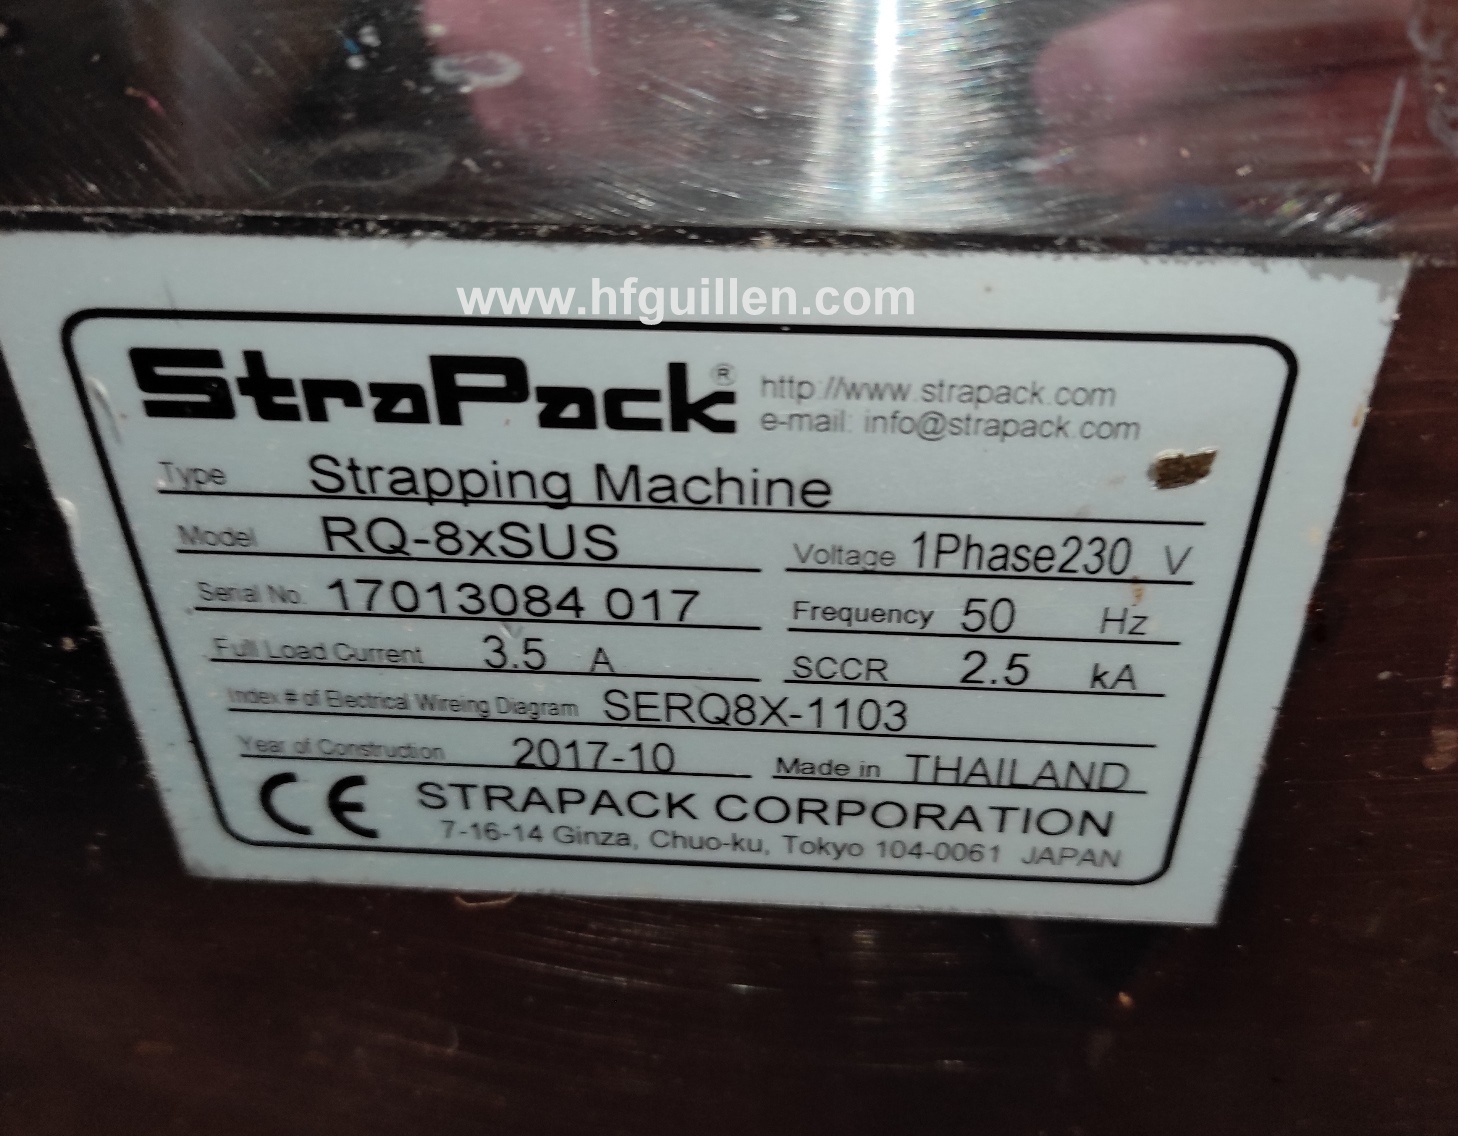 www.hfguillen.com
StraPack® http://www.strapack.com
e-mail: info@strapack.com
Type Strapping Machine
Model RQ-8xSUS Voltage 1Phase230 V
Serial No. 17013084 017 Frequency 50 Hz
Full Load Current 3.5 A SCCR 2.5 kA
Index # of Electrical Wireing Diagram SERQ8X-1103
Year of Construction 2017-10 Made in THAILAND
CE STRAPACK CORPORATION
7-16-14 Ginza, Chuo-ku, Tokyo 104-0061 JAPAN